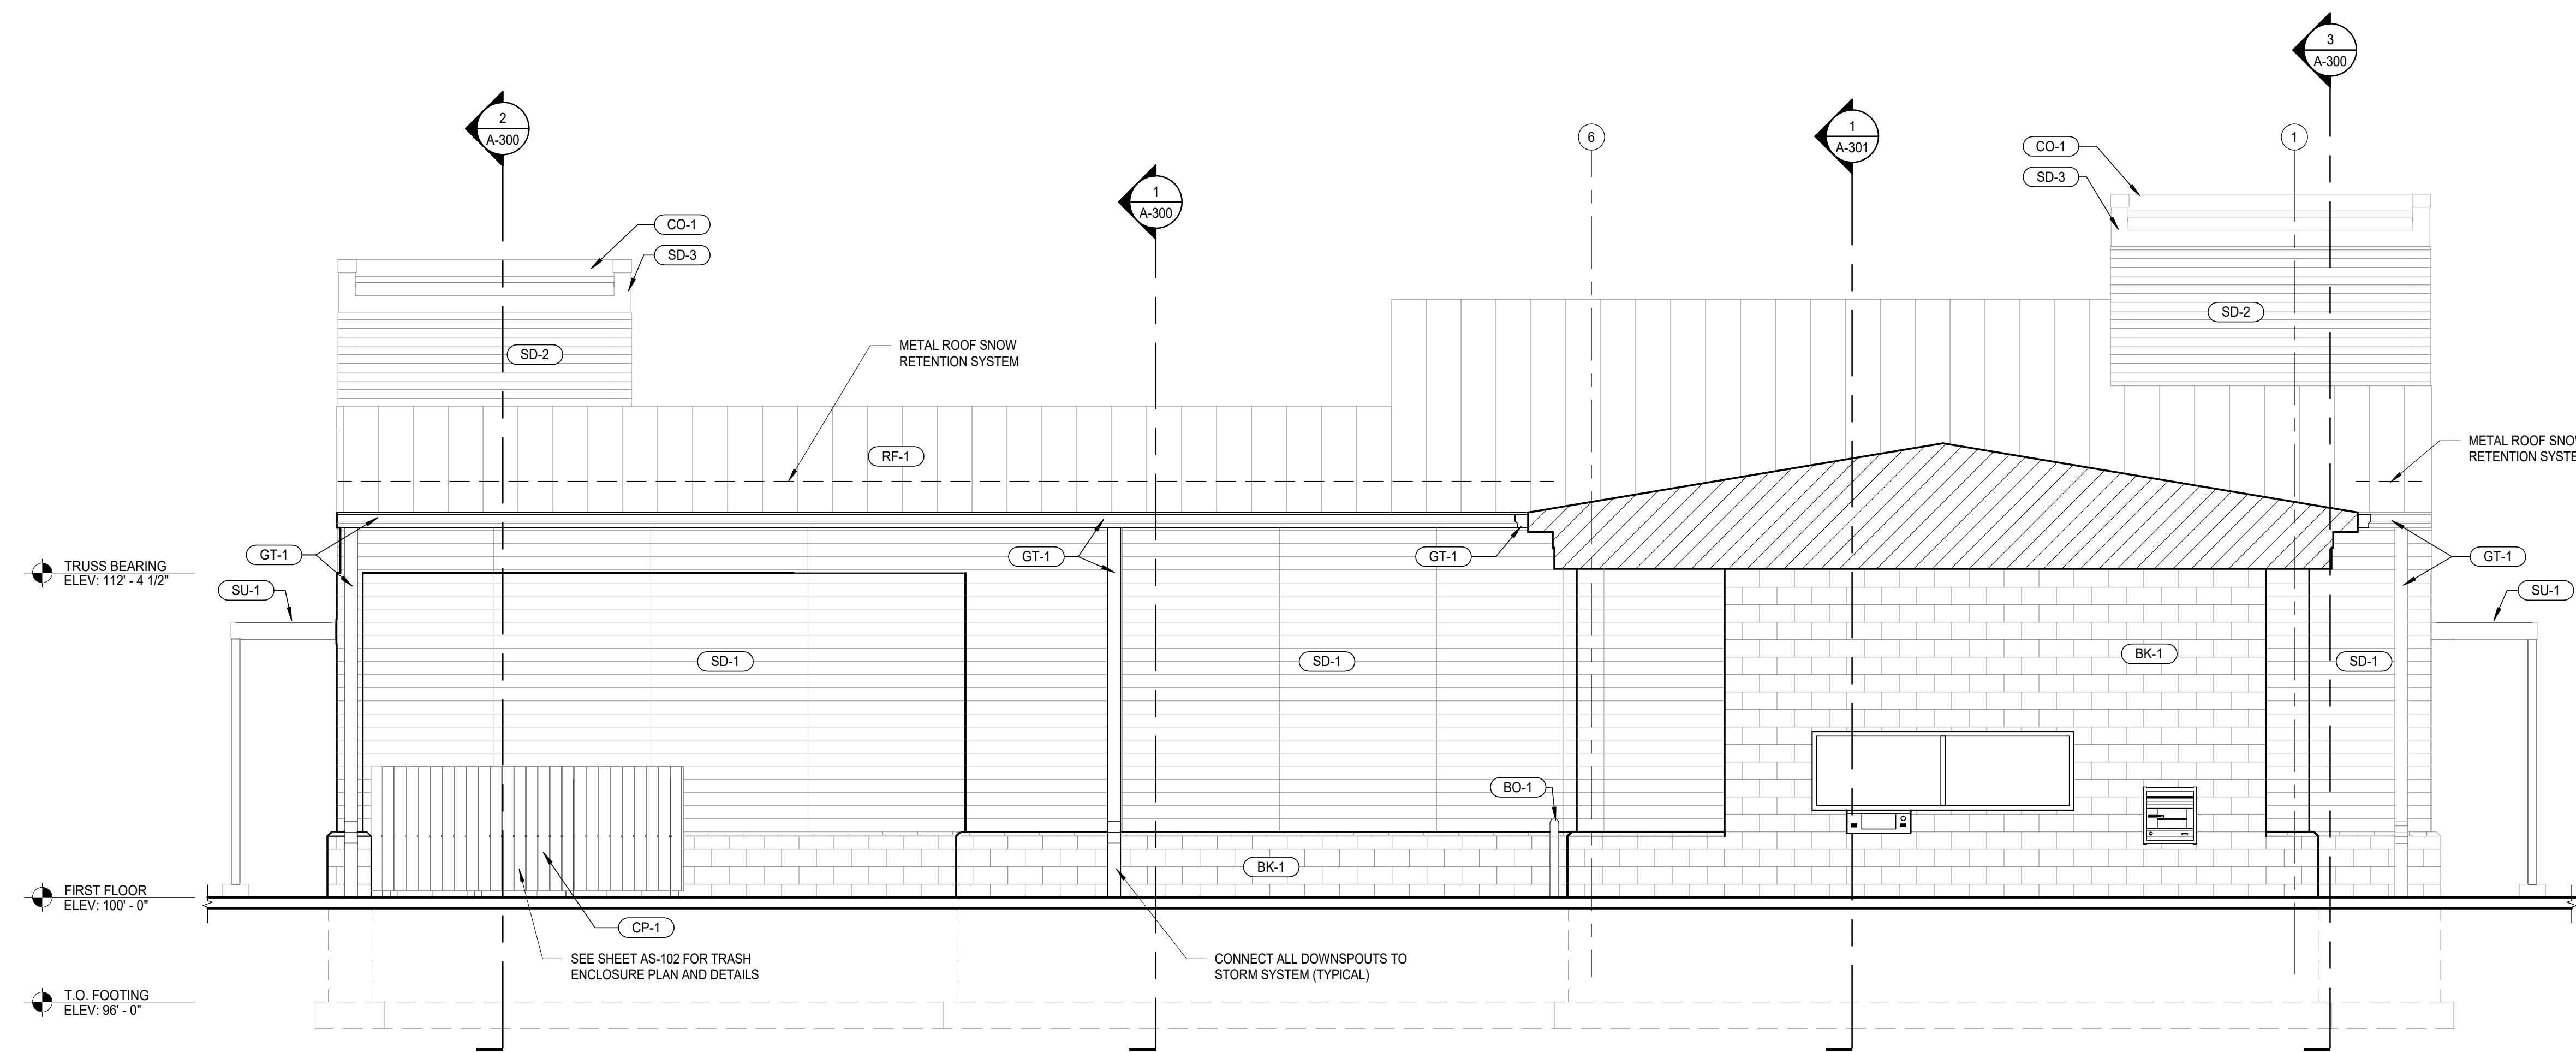 3
A-300
2
A-300
1
A-301
6
1
CO-1
SD-3
1
A-300
CO-1
SD-3
SD-2
METAL ROOF SNOW
RETENTION SYSTEM
SD-2
RF-1
METAL ROOF SNOW
RETENTION SYSTE
GT-1
GT-1
GT-1
GT-1
TRUSS BEARING
ELEV: 112' - 4 1/2"
SU-1
SU-1
SD-1
SD-1
BK-1
SD-1
BO-1
BK-1
FIRST FLOOR
ELEV: 100' - 0"
CP-1
SEE SHEET AS-102 FOR TRASH
ENCLOSURE PLAN AND DETAILS
CONNECT ALL DOWNSPOUTS TO
STORM SYSTEM (TYPICAL)
T.O. FOOTING
ELEV: 96' - 0"